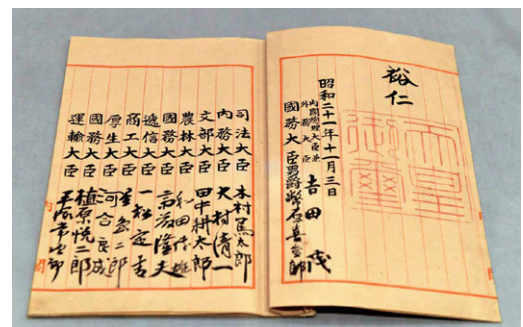 裕仁
天皇
御璽
昭和二十一年十一月三日
內閣總理大臣兼
外務大臣
吉田茂
國務大臣男爵幣原喜重郎
司法大臣 木村篤太郎
內務大臣 大村清一
文部大臣 田中耕太郎
農林大臣 和田博雄
國務大臣 斎藤隆夫
遞信大臣 一松定吉
商工大臣 星島二郎
厚生大臣 河合良成
國務大臣 植原悦二郎
運輸大臣 平塚常次郎